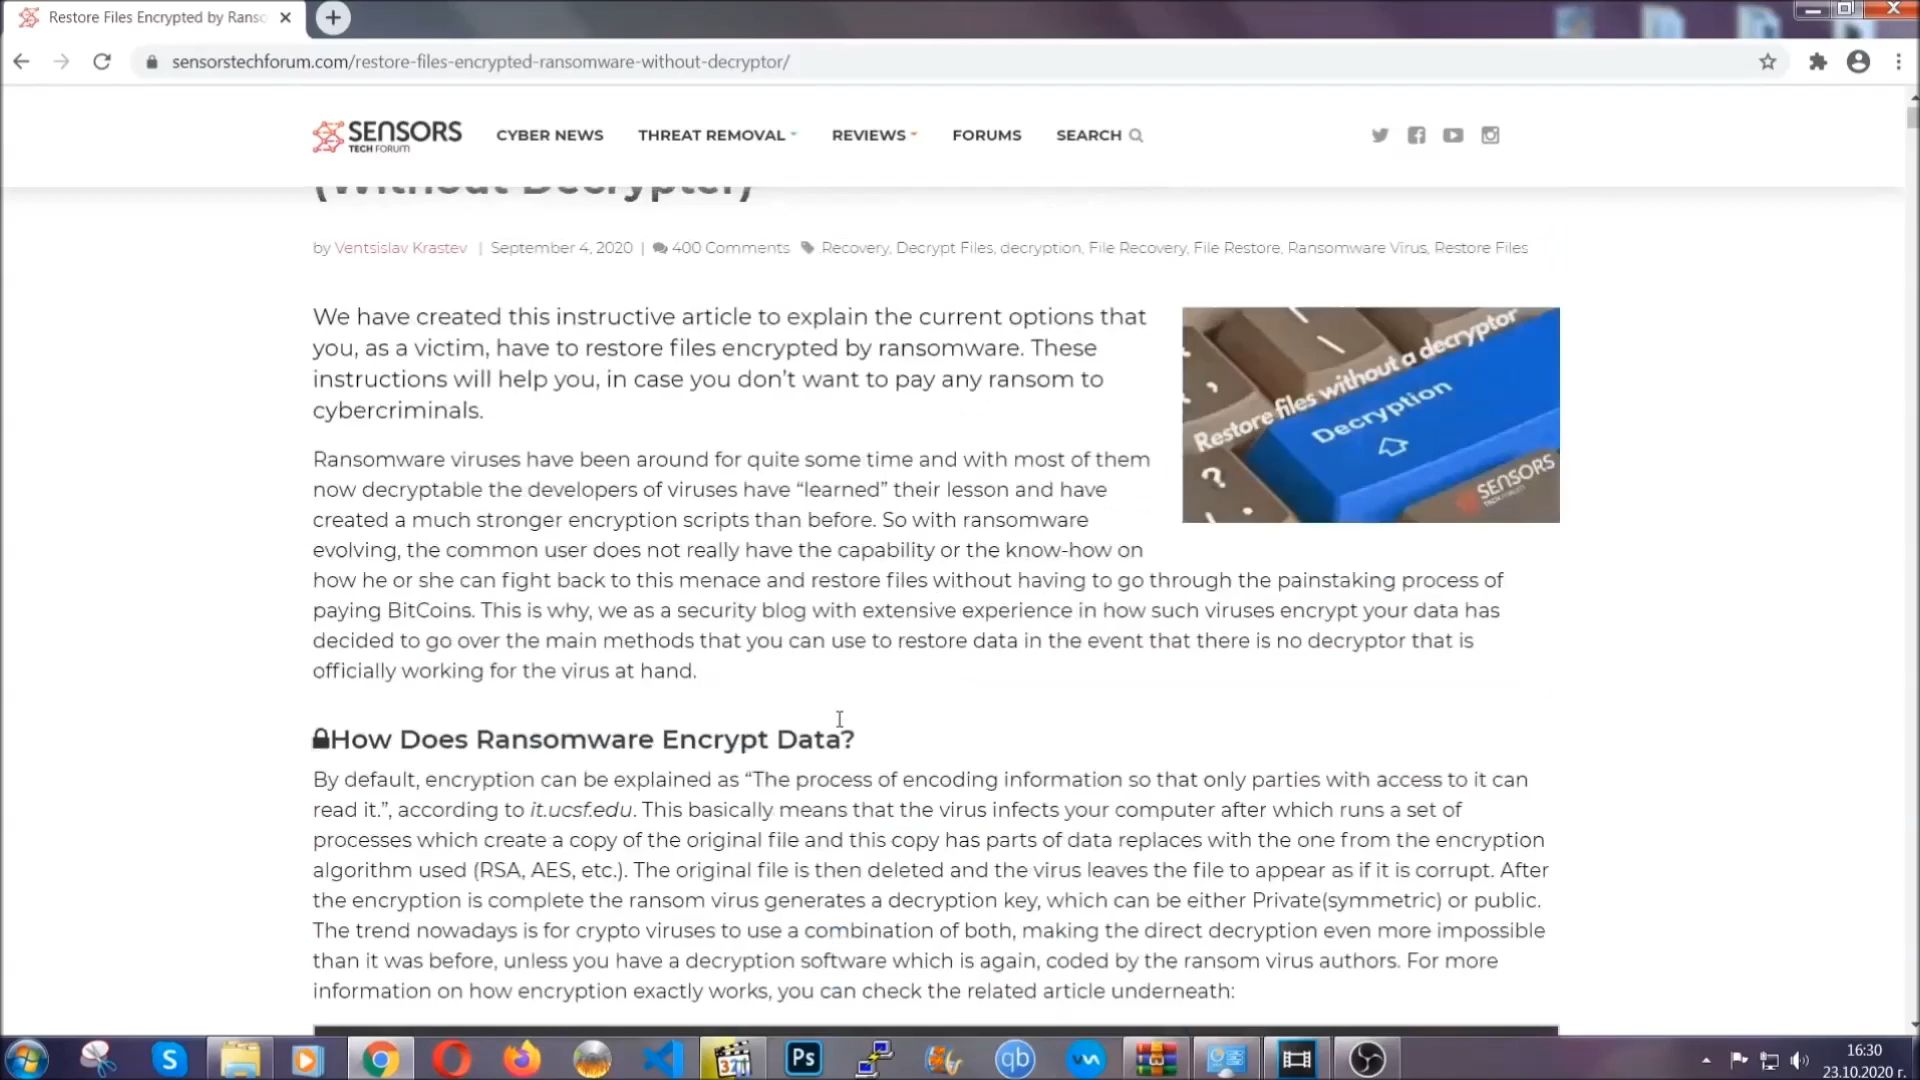 Restore Files Encrypted by Ranso
sensorstechforum.com/restore-files-encrypted-ransomware-without-decryptor/
SENSORS
TECH FORUM
CYBER NEWS THREAT REMOVAL REVIEWS FORUMS SEARCH
(Without Decrypter)
by Ventsislav Krastev | September 4, 2020 | 400 Comments Recovery, Decrypt Files, decryption, File Recovery, File Restore, Ransomware Virus, Restore Files
We have created this instructive article to explain the current options that
you, as a victim, have to restore files encrypted by ransomware. These
instructions will help you, in case you don’t want to pay any ransom to
cybercriminals.
Restore files without a decryptor
Decryption
SENSORS
Ransomware viruses have been around for quite some time and with most of them
now decryptable the developers of viruses have “learned” their lesson and have
created a much stronger encryption scripts than before. So with ransomware
evolving, the common user does not really have the capability or the know-how on
how he or she can fight back to this menace and restore files without having to go through the painstaking process of
paying BitCoins. This is why, we as a security blog with extensive experience in how such viruses encrypt your data has
decided to go over the main methods that you can use to restore data in the event that there is no decryptor that is
officially working for the virus at hand.
How Does Ransomware Encrypt Data?
By default, encryption can be explained as “The process of encoding information so that only parties with access to it can
read it.”, according to it.ucsf.edu. This basically means that the virus infects your computer after which runs a set of
processes which create a copy of the original file and this copy has parts of data replaces with the one from the encryption
algorithm used (RSA, AES, etc.). The original file is then deleted and the virus leaves the file to appear as if it is corrupt. After
the encryption is complete the ransom virus generates a decryption key, which can be either Private(symmetric) or public.
The trend nowadays is for crypto viruses to use a combination of both, making the direct decryption even more impossible
than it was before, unless you have a decryption software which is again, coded by the ransom virus authors. For more
information on how encryption exactly works, you can check the related article underneath:
S
321
Ps
qb
16:30
23.10.2020 г.